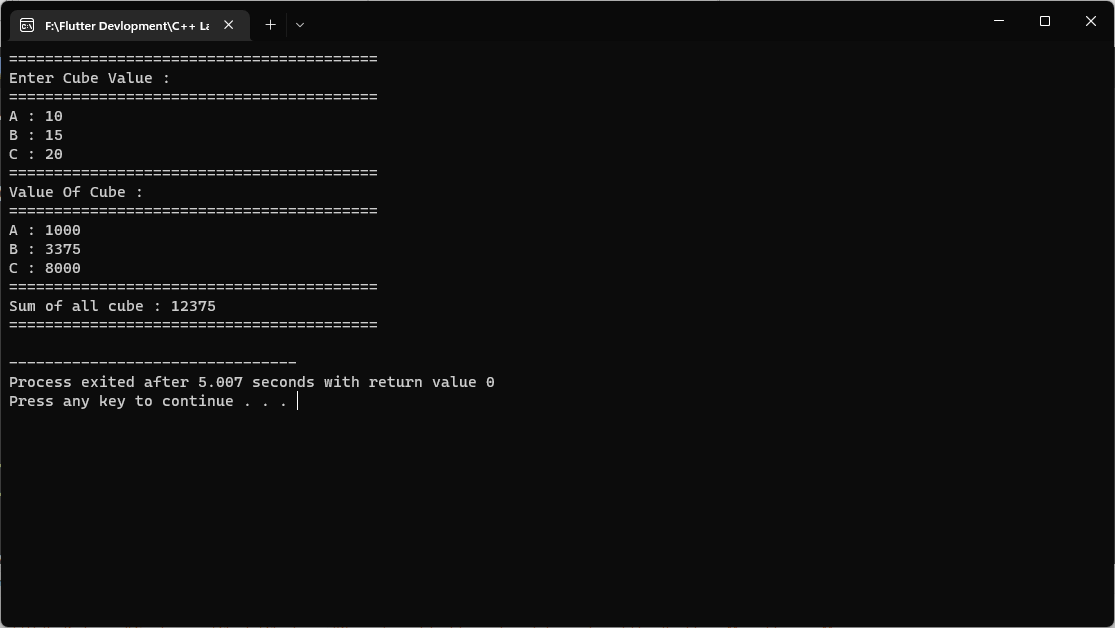 F:\Flutter Devlopment\C++ La
=========================================
Enter Cube Value :
=========================================
A : 10
B : 15
C : 20
=========================================
Value Of Cube :
=========================================
A : 1000
B : 3375
C : 8000
=========================================
Sum of all cube : 12375
=========================================
--------------------------------
Process exited after 5.007 seconds with return value 0
Press any key to continue . . .